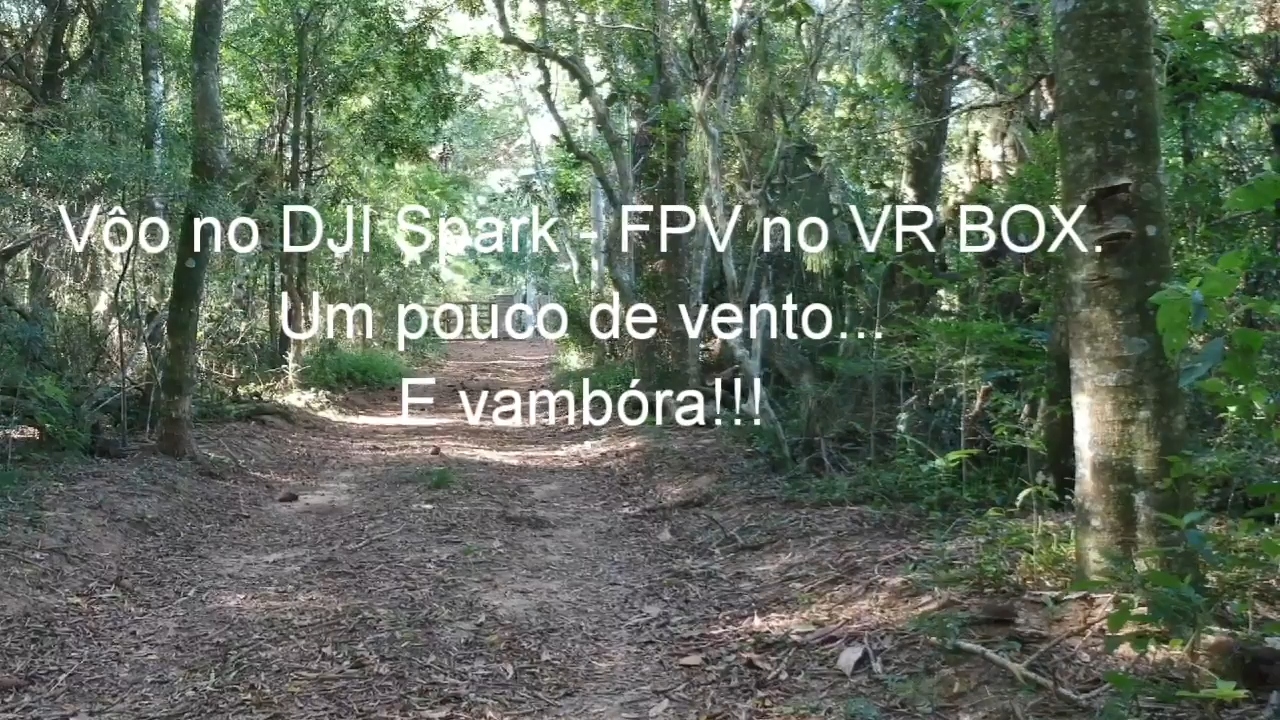 Vôo no DJI Spark - FPV no VR BOX.
Um pouco de vento...
E vambóra!!!